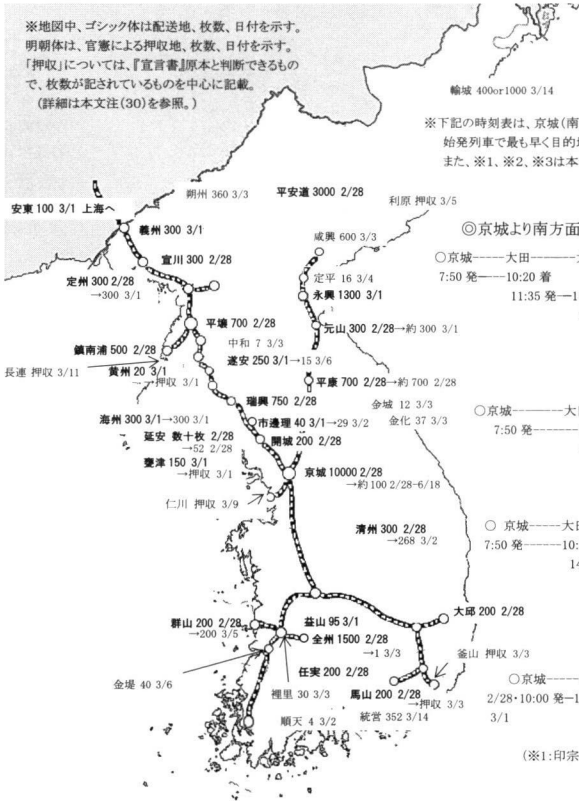 ※地図中、ゴシック体は配送地、枚数、日付を示す。
明朝体は、官憲による押収地、枚数、日付を示す。
「押収」については、『宣言書』原本と判断できるもの
で、枚数が記されているものを中心に記載。
(詳細は本文注(30)を参照。)
輸城 400or1000 3/14
※下記の時刻表は、京城(南
始発列車で最も早く目的地
また、※1、※2、※3は本
朔州 360 3/3
平安道 3000 2/28
利原 押収 3/5
安東 100 3/1 上海へ
義州 300 3/1
咸興 600 3/3
◎京城より南方面
宣川 300 2/28
○京城-----大田-----
7:50 発----10:20 着
11:35 発--1
定州 300 2/28
→300 3/1
定平 16 3/4
永興 1300 3/1
平壌 700 2/28
元山 300 2/28→約 300 3/1
中和 7 3/3
鎮南浦 500 2/28
遂安 250 3/1→15 3/6
長連 押収 3/11
黄州 20 3/1
→押収 3/1
平康 700 2/28→約 700 2/28
瑞興 750 2/28
金城 12 3/3
金化 37 3/3
海州 300 3/1→300 3/1
市邊理 40 3/1→29 3/2
○京城-----大田
7:50 発------
延安 数十枚 2/28
→52 2/28
開城 200 2/28
甕津 150 3/1
→押収 3/1
京城 10000 2/28
→約 100 2/28-6/18
仁川 押収 3/9
清州 300 2/28
→268 3/2
○ 京城-----大田
7:50 発------10:
14
群山 200 2/28
→200 3/5
益山 95 3/1
大邱 200 2/28
全州 1500 2/28
→1 3/3
釜山 押収 3/3
任実 200 2/28
金堤 40 3/6
裡里 30 3/3
馬山 200 2/28
→押収 3/3
○京城----
2/28・10:00 発--1
3/1
順天 4 3/2
統営 352 3/14
(※1:印宗